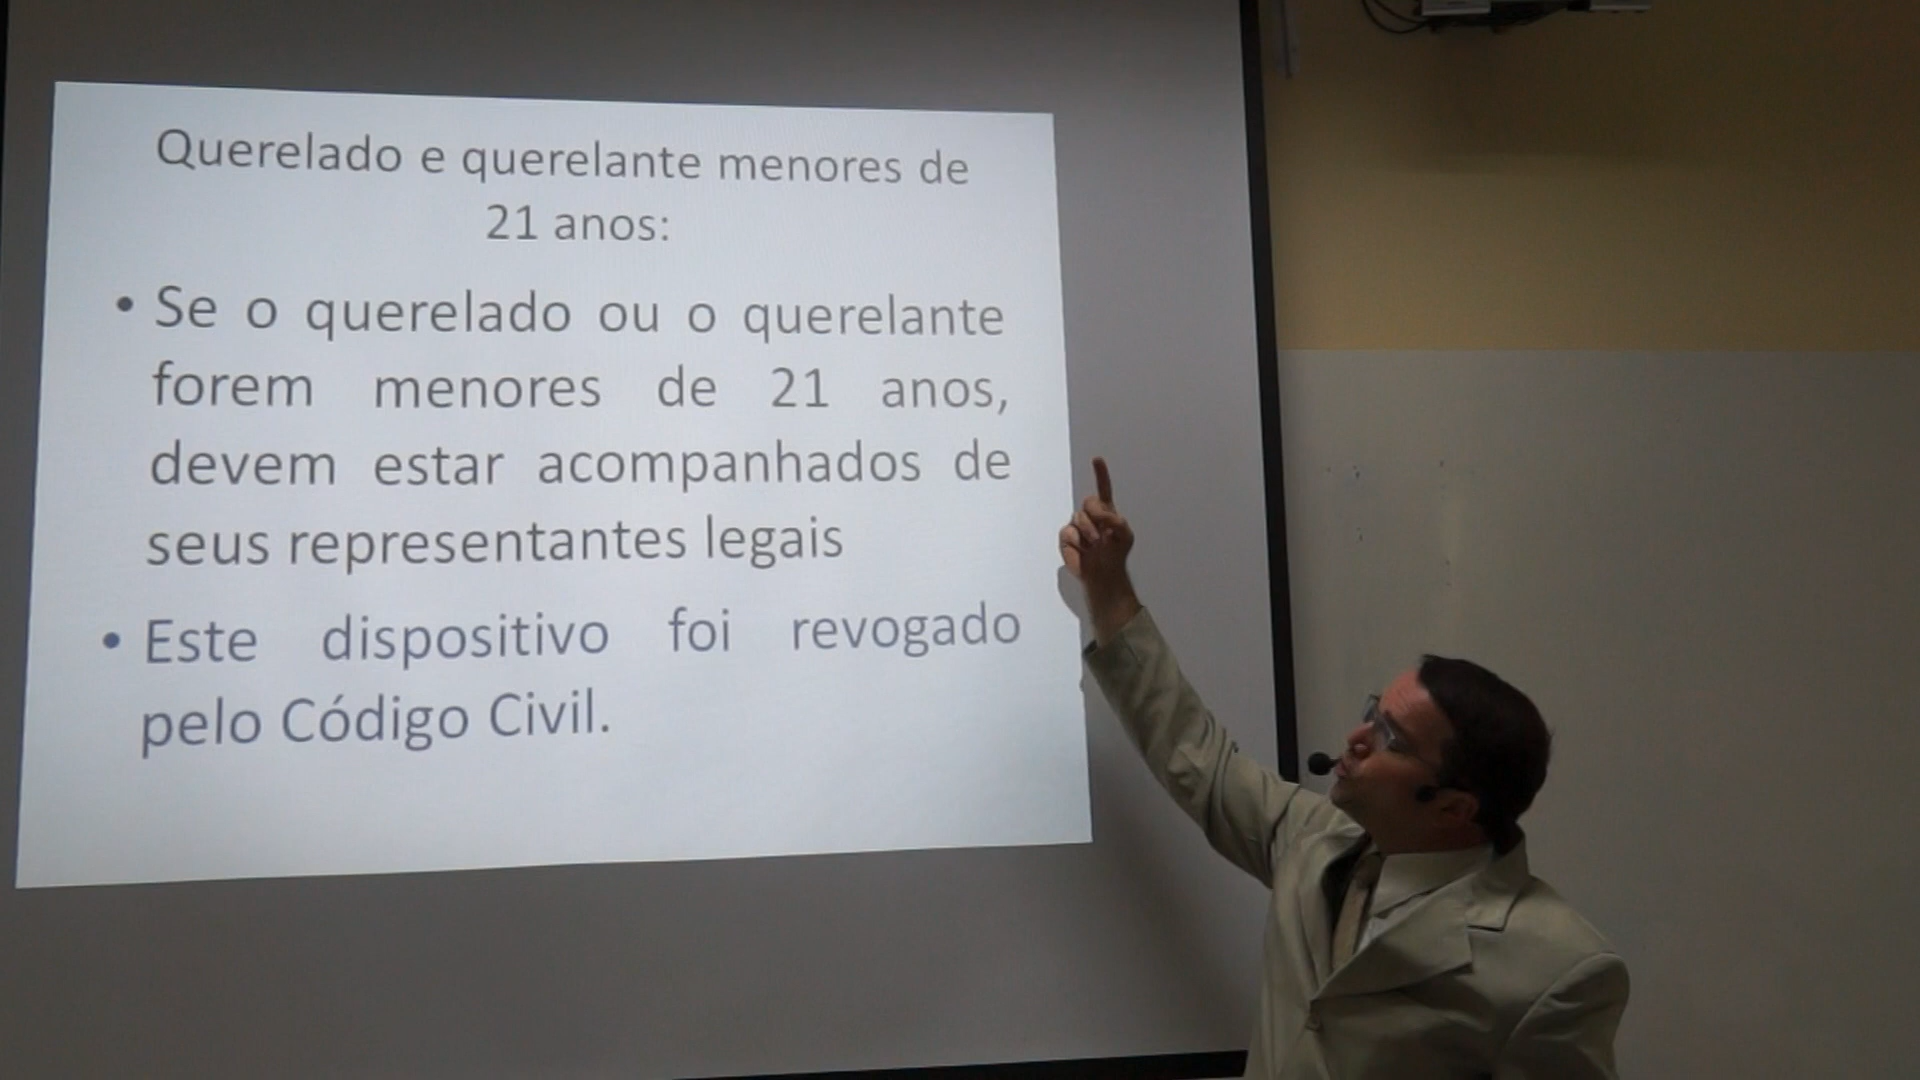 Querelado e querelante menores de
21 anos:
• Se o querelado ou o querelante
forem menores de 21 anos,
devem estar acompanhados de
seus representantes legais
• Este dispositivo foi revogado
pelo Código Civil.